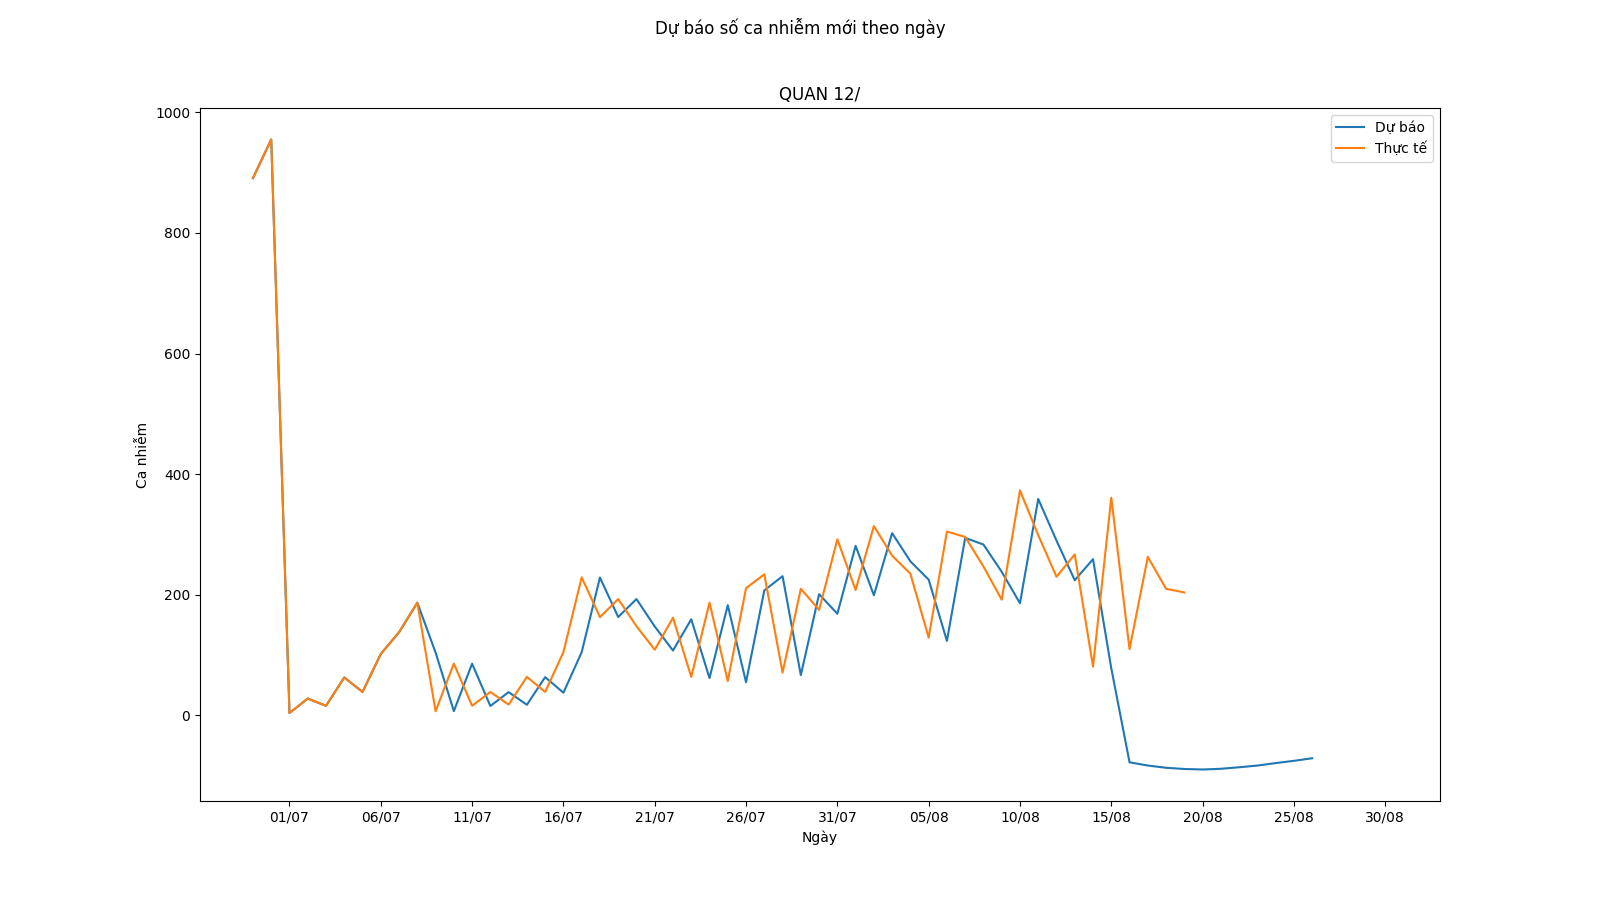 Dự báo số ca nhiễm mới theo ngày
QUAN 12/
Dự báo
Thực tế
1000
800
600
400
200
0
Ca nhiễm
01/07 06/07 11/07 16/07 21/07 26/07 31/07 05/08 10/08 15/08 20/08 25/08 30/08
Ngày